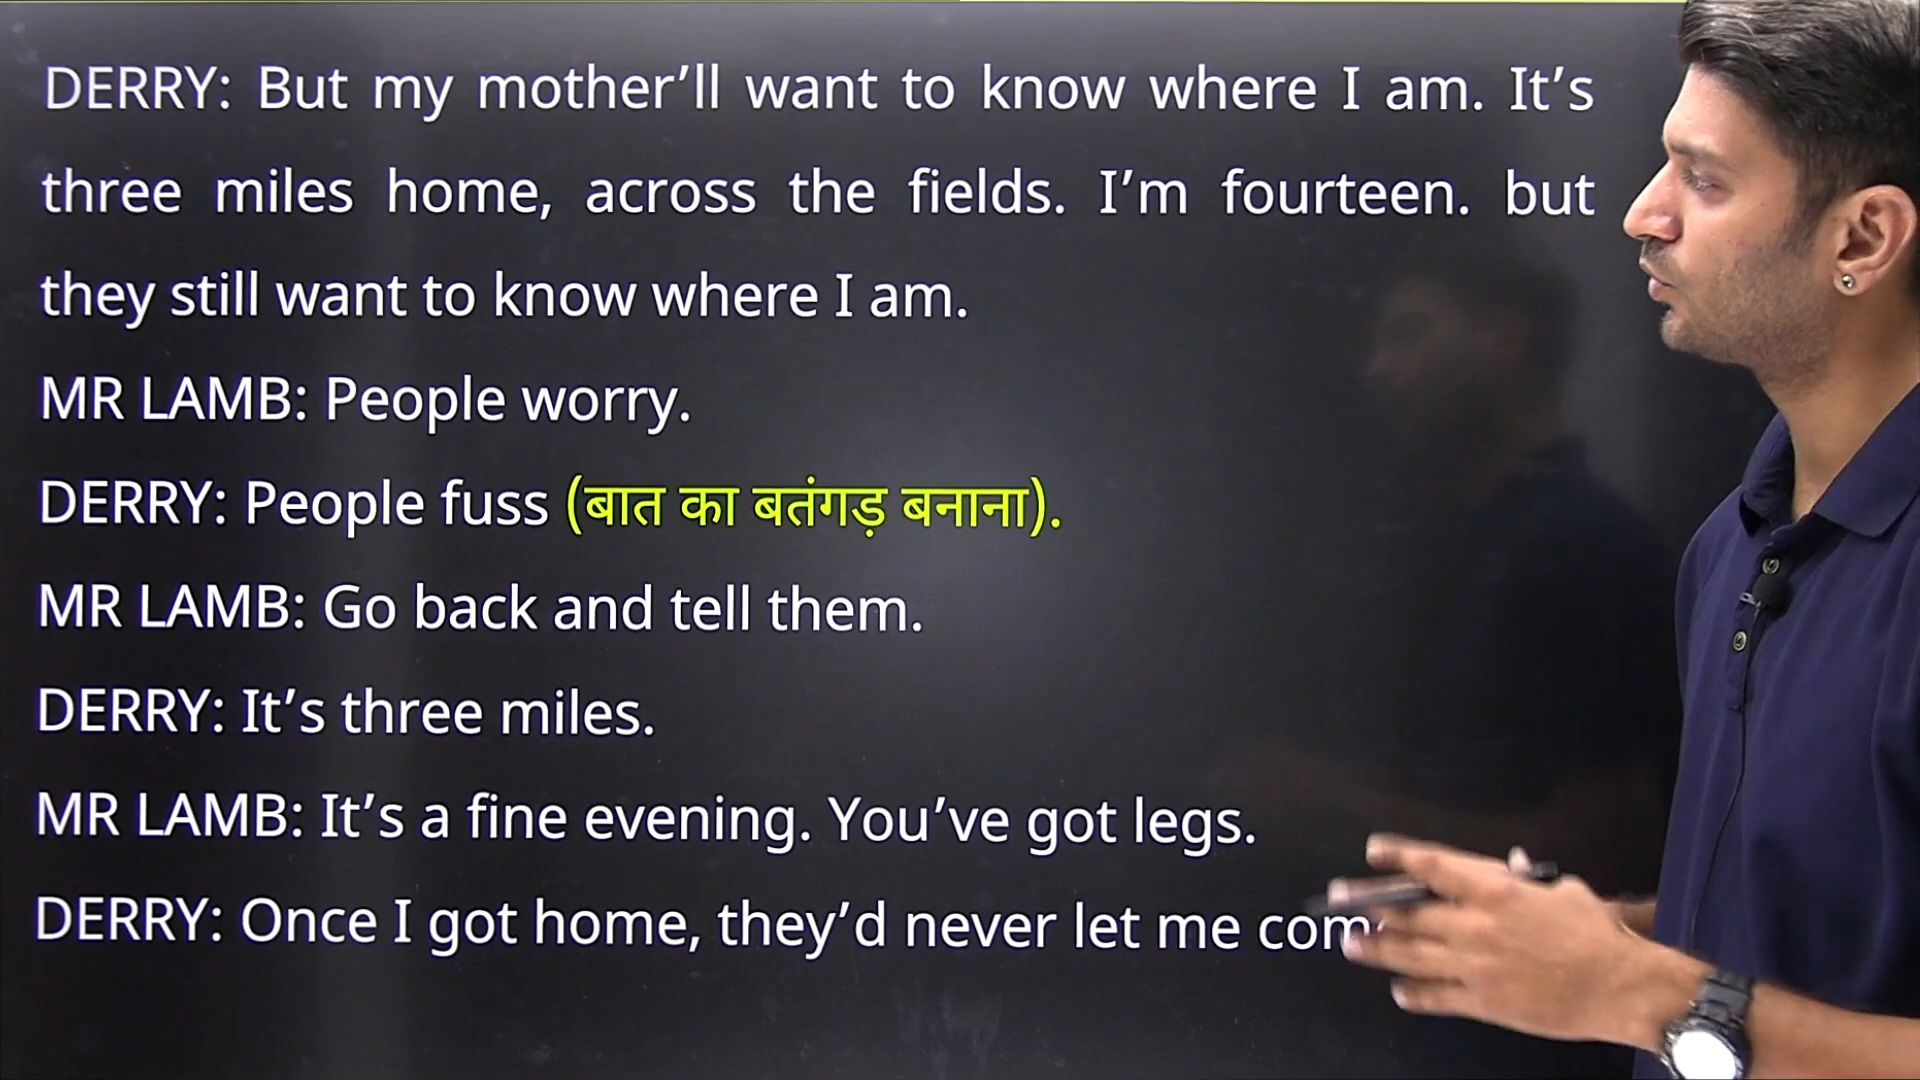 DERRY: But my mother’ll want to know where I am. It’s
three miles home, across the fields. I’m fourteen. but
they still want to know where I am.
MR LAMB: People worry.
DERRY: People fuss (बात का बतंगड़ बनाना).
MR LAMB: Go back and tell them.
DERRY: It’s three miles.
MR LAMB: It’s a fine evening. You’ve got legs.
DERRY: Once I got home, they’d never let me